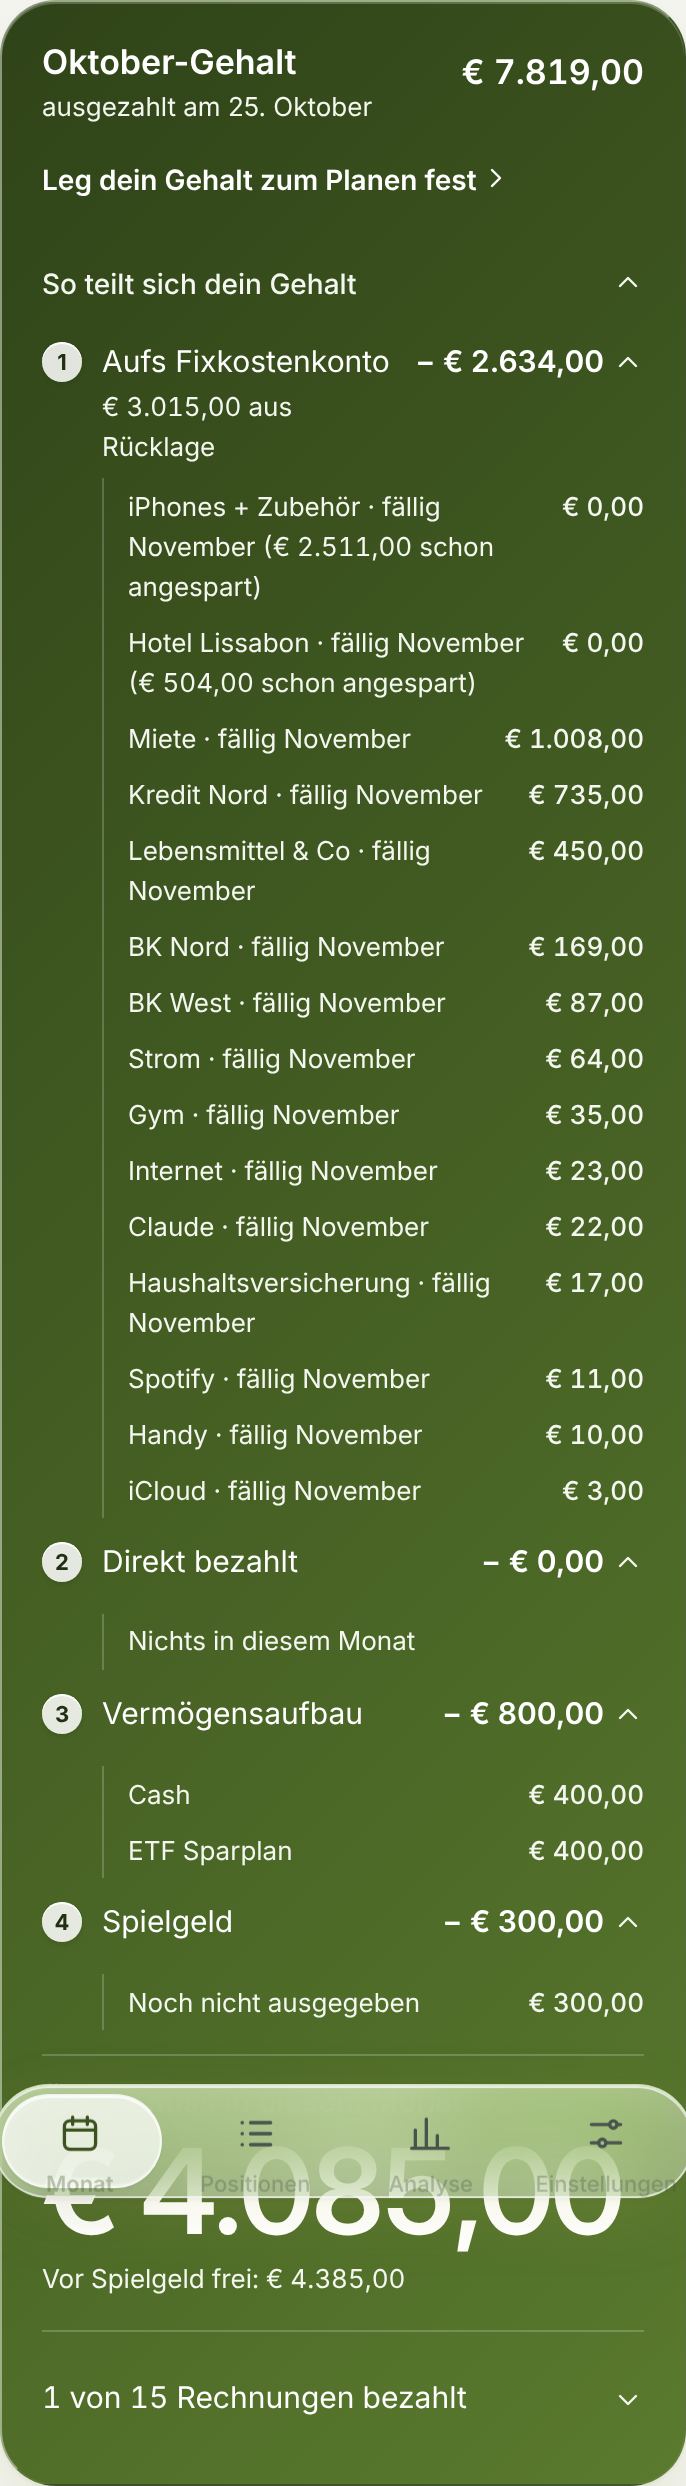 Oktober-Gehalt
€ 7.819,00
ausgezahlt am 25. Oktober
Leg dein Gehalt zum Planen fest
So teilt sich dein Gehalt
1 Aufs Fixkostenkonto – € 2.634,00
€ 3.015,00 aus
Rücklage
iPhones + Zubehör · fällig € 0,00
November (€ 2.511,00 schon
angespart)
Hotel Lissabon · fällig November € 0,00
(€ 504,00 schon angespart)
Miete · fällig November € 1.008,00
Kredit Nord · fällig November € 735,00
Lebensmittel & Co · fällig € 450,00
November
BK Nord · fällig November € 169,00
BK West · fällig November € 87,00
Strom · fällig November € 64,00
Gym · fällig November € 35,00
Internet · fällig November € 23,00
Claude · fällig November € 22,00
Haushaltsversicherung · fällig € 17,00
November
Spotify · fällig November € 11,00
Handy · fällig November € 10,00
iCloud · fällig November € 3,00
2 Direkt bezahlt – € 0,00
Nichts in diesem Monat
3 Vermögensaufbau – € 800,00
Cash € 400,00
ETF Sparplan € 400,00
4 Spielgeld – € 300,00
Noch nicht ausgegeben € 300,00
Monat Positionen Analyse Einstellungen
€ 4.085,00
Vor Spielgeld frei: € 4.385,00
1 von 15 Rechnungen bezahlt